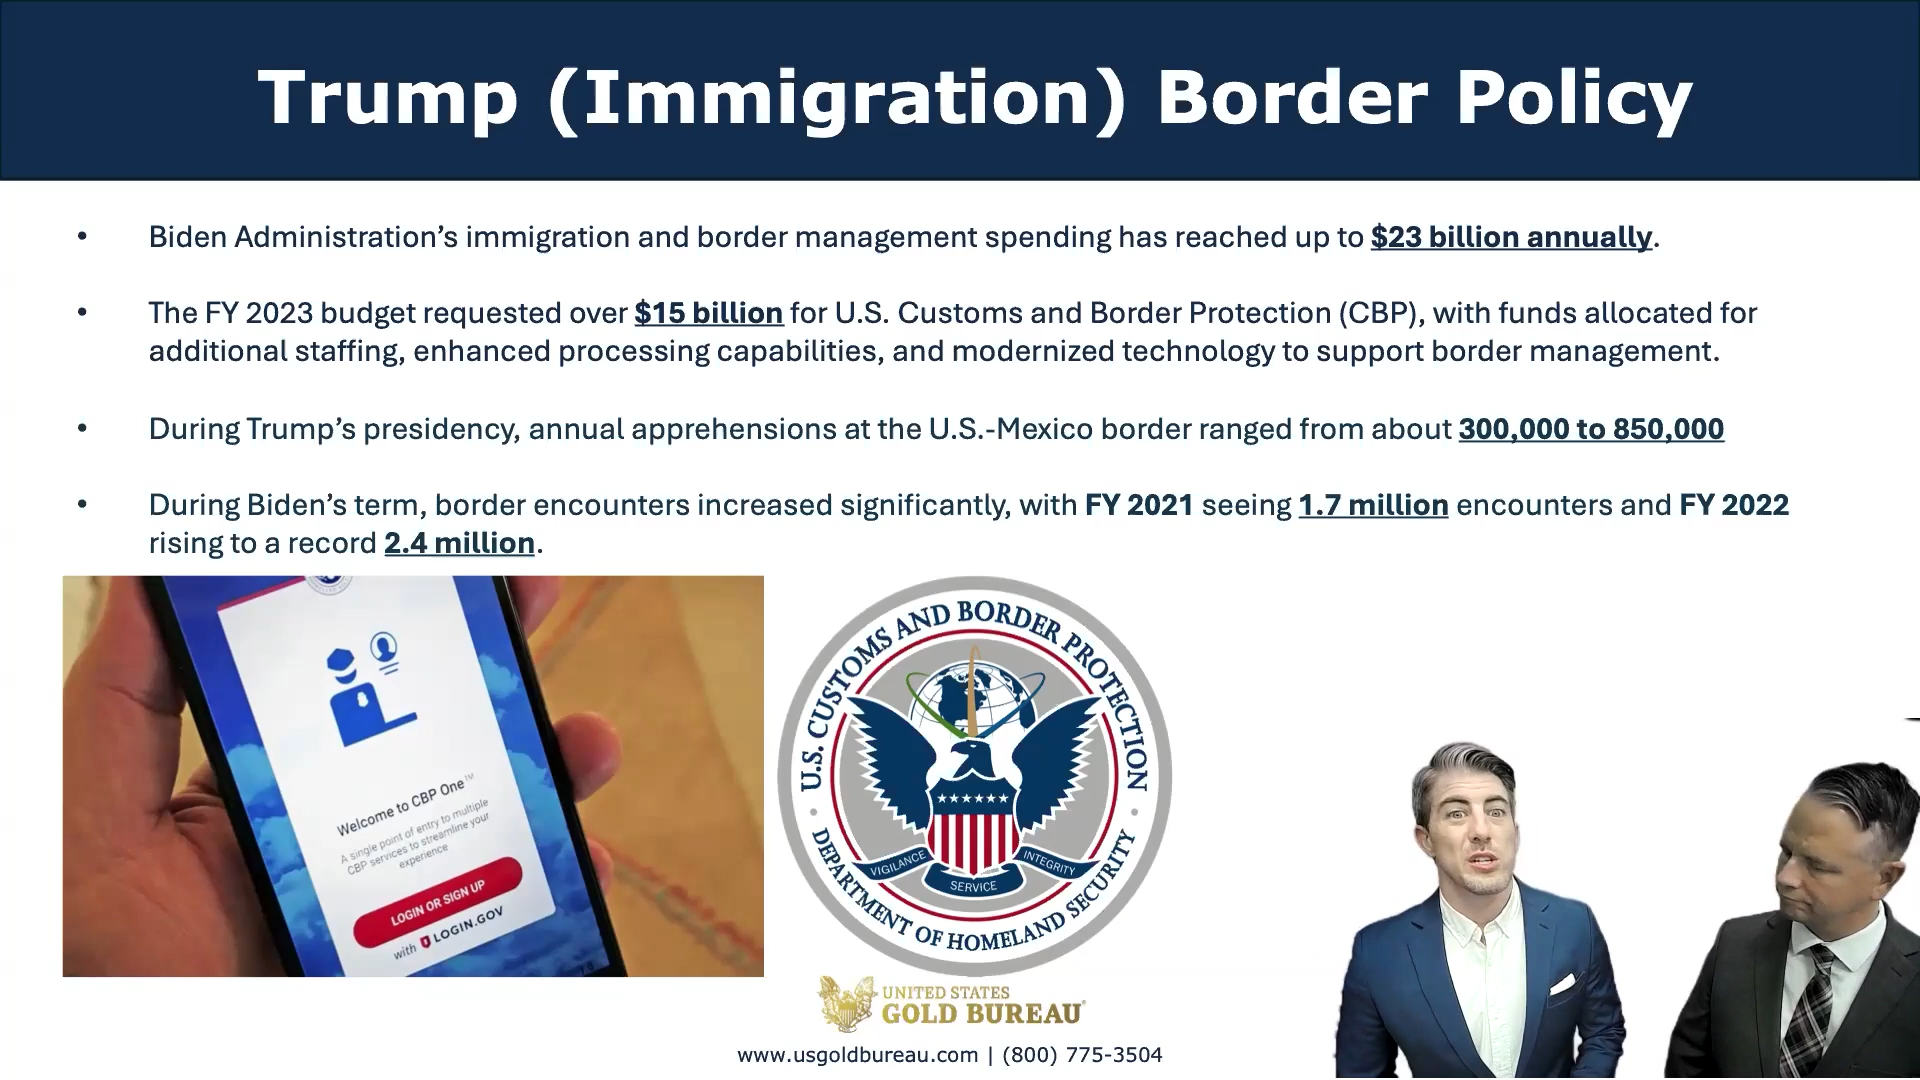 Trump (Immigration) Border Policy
• Biden Administration's immigration and border management spending has reached up to $23 billion annually.
• The FY 2023 budget requested over $15 billion for U.S. Customs and Border Protection (CBP), with funds allocated for
additional staffing, enhanced processing capabilities, and modernized technology to support border management.
• During Trump's presidency, annual apprehensions at the U.S.-Mexico border ranged from about 300,000 to 850,000
• During Biden's term, border encounters increased significantly, with FY 2021 seeing 1.7 million encounters and FY 2022
rising to a record 2.4 million.
Welcome to CBP One™
A single point of entry to multiple
CBP services to streamline your
experience
LOGIN OR SIGN UP
with LOGIN.GOV
U.S. CUSTOMS AND BORDER PROTECTION
VIGILANCE
SERVICE
INTEGRITY
DEPARTMENT OF HOMELAND SECURITY
UNITED STATES
GOLD BUREAU®
www.usgoldbureau.com | (800) 775-3504